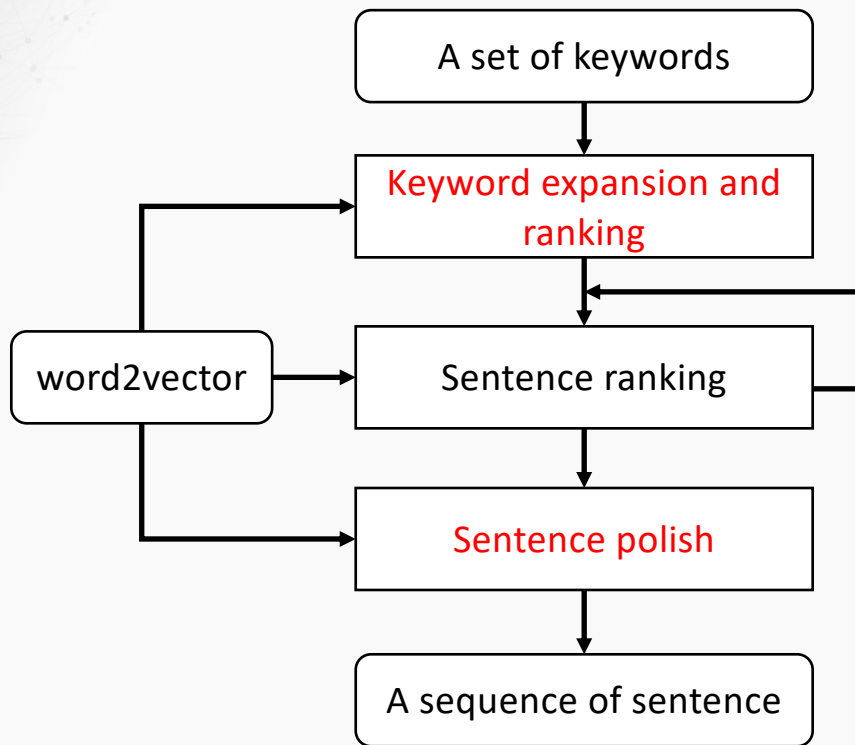 A set of keywords
Keyword expansion and
ranking
word2vector
Sentence ranking
Sentence polish
A sequence of sentence